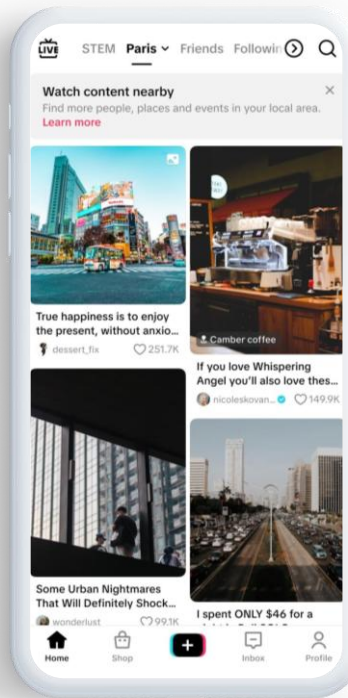 LIVE
STEM Paris Friends Followin
Watch content nearby
Find more people, places and events in your local area.
Learn more
True happiness is to enjoy
the present, without anxio...
dessert_fix 251.7K
Camber coffee
If you love Whispering
Angel you'll also love thes...
nicoleskovan... 149.9K
Some Urban Nightmares
That Will Definitely Shock...
wonderlust 99.1K
I spent ONLY $46 for a
Home
Shop
Inbox
Profile